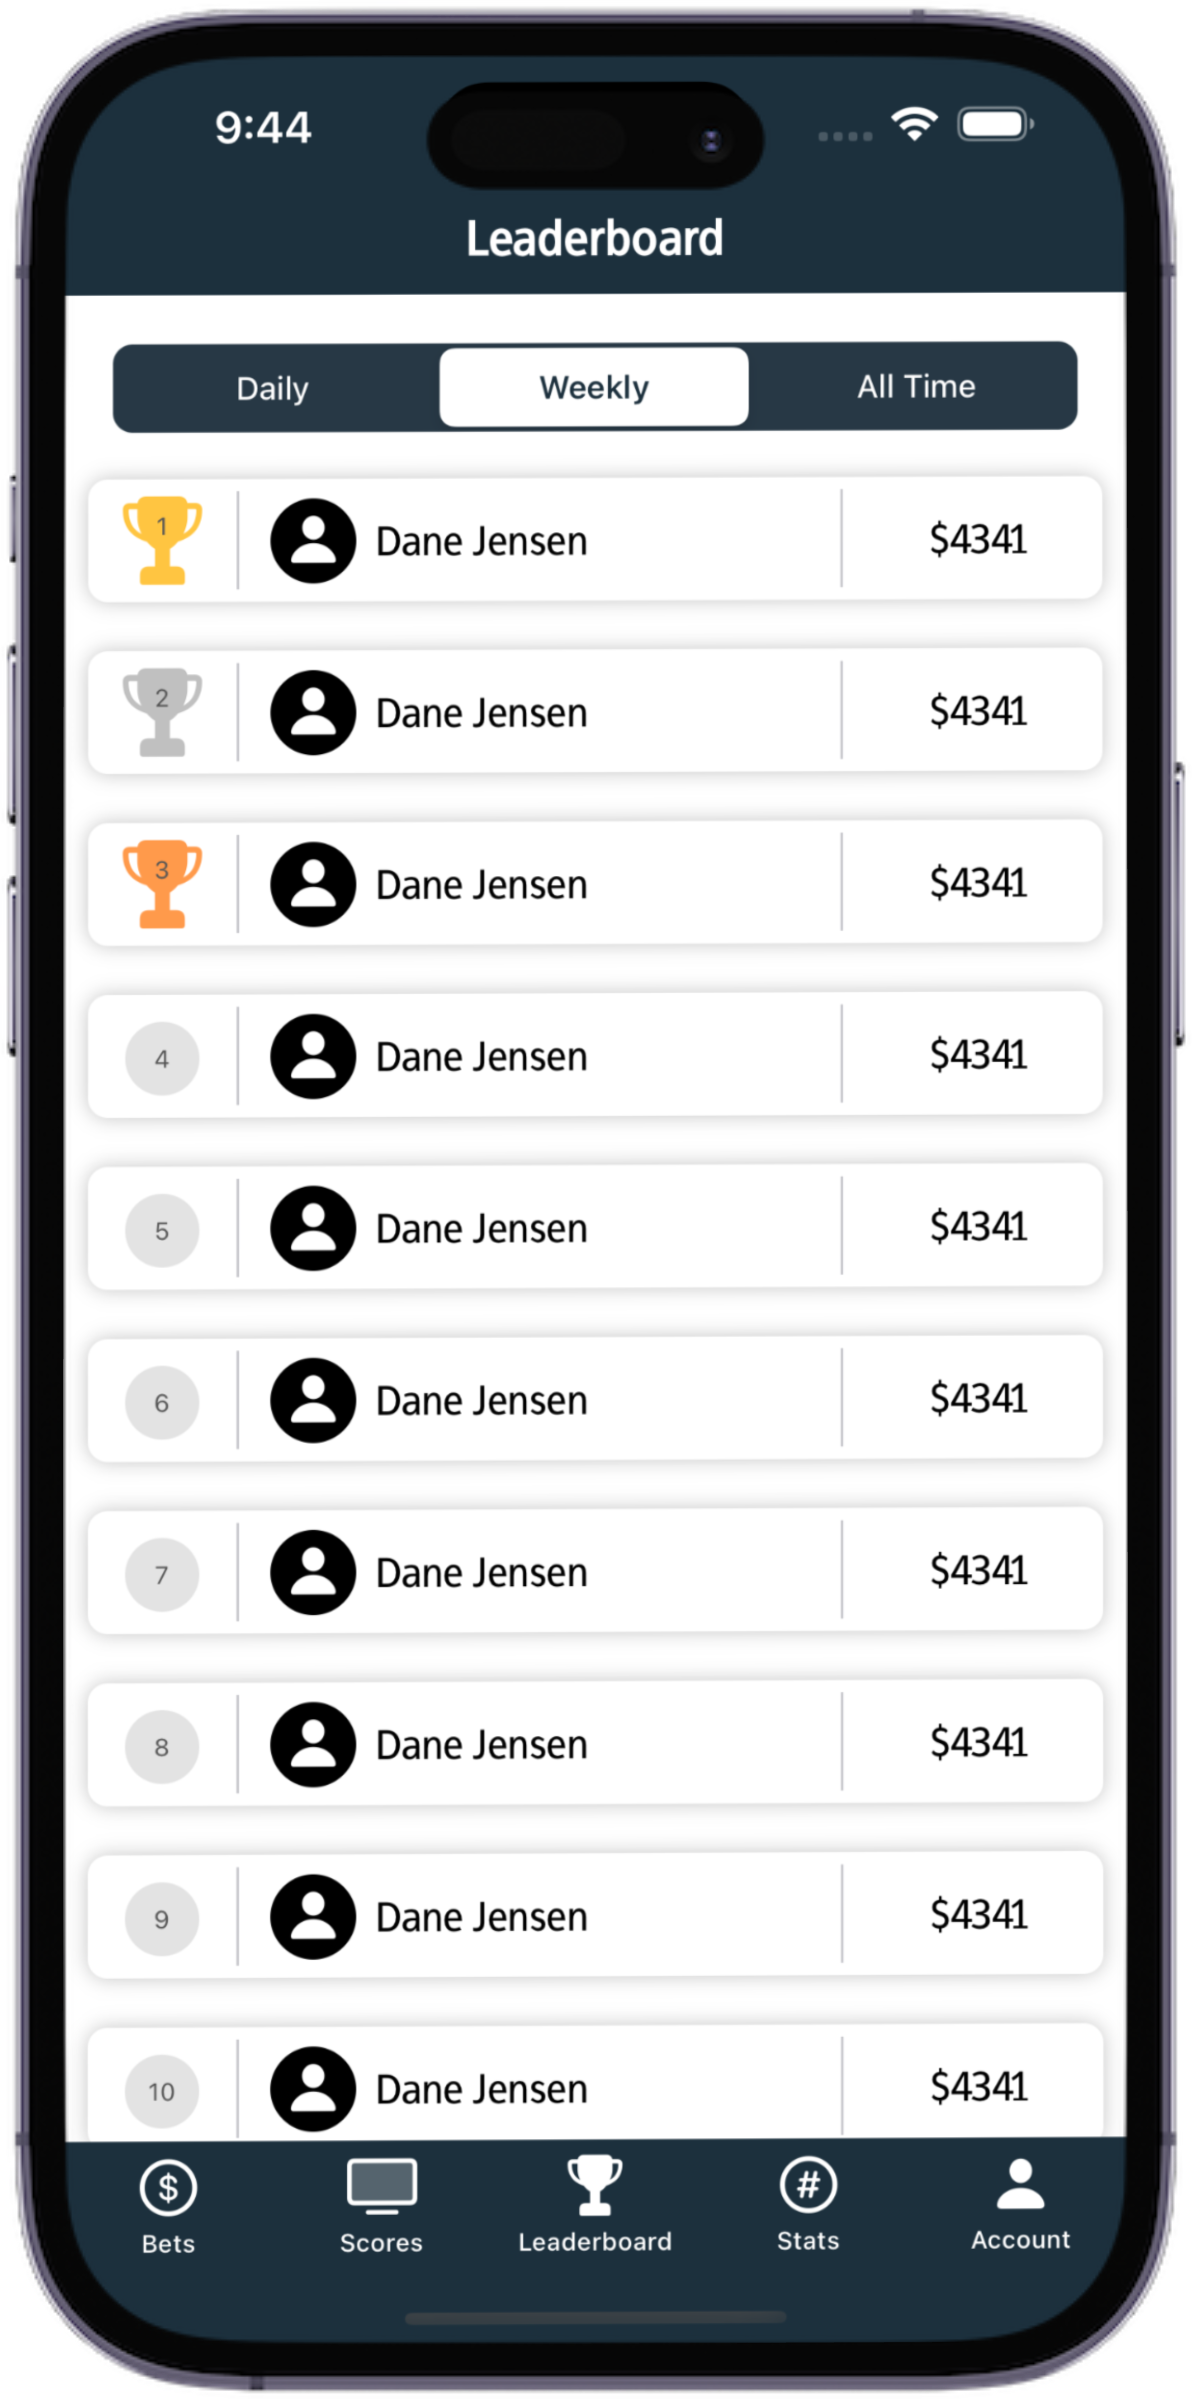 9:44
Leaderboard
Daily Weekly All Time
1 Dane Jensen $4341
2 Dane Jensen $4341
3 Dane Jensen $4341
4 Dane Jensen $4341
5 Dane Jensen $4341
6 Dane Jensen $4341
7 Dane Jensen $4341
8 Dane Jensen $4341
9 Dane Jensen $4341
10 Dane Jensen $4341
$ #
Bets Scores Leaderboard Stats Account